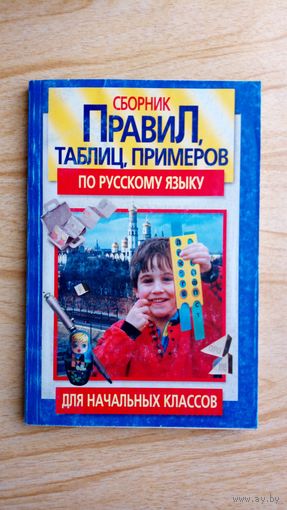 СБОРНИК
ПРАВИЛ,
ТАБЛИЦ, ПРИМЕРОВ
ПО РУССКОМУ ЯЗЫКУ
ДЛЯ НАЧАЛЬНЫХ КЛАССОВ
www.ay.by